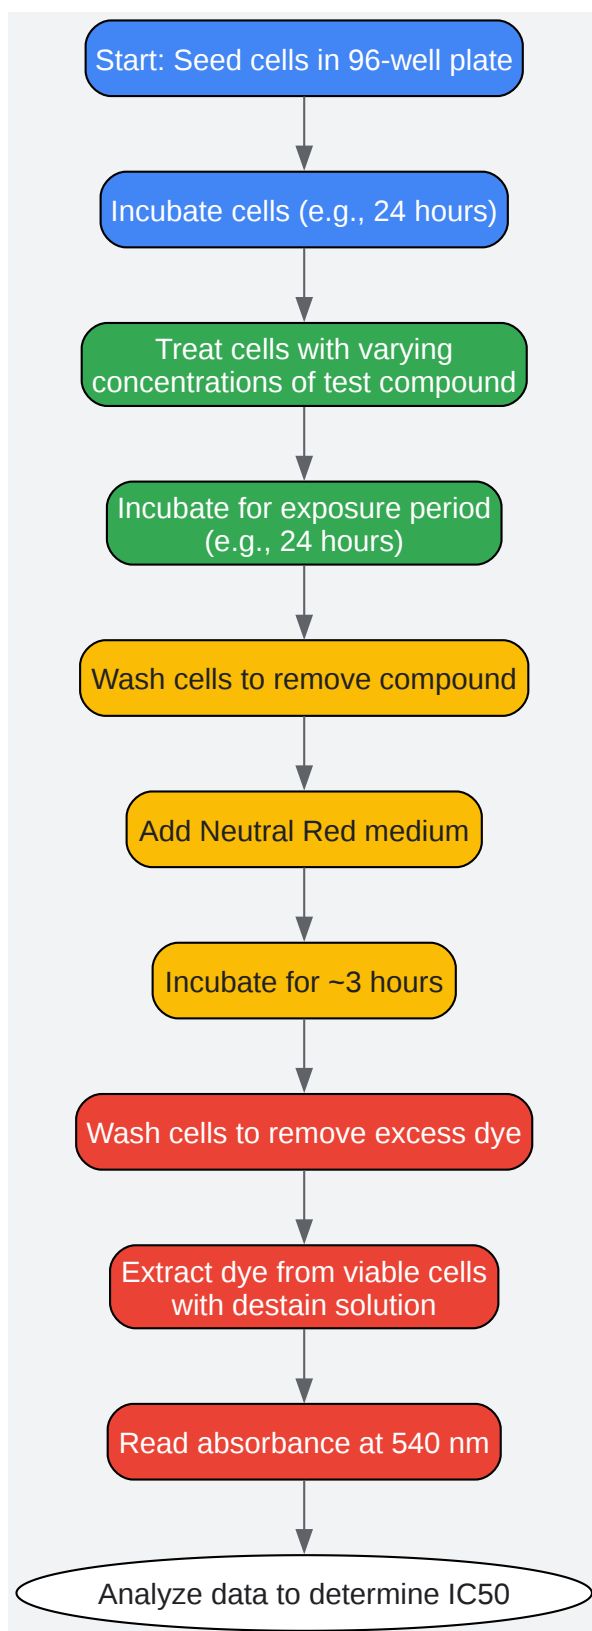 Start: Seed cells in 96-well plate
Incubate cells (e.g., 24 hours)
Treat cells with varying
concentrations of test compound
Incubate for exposure period
(e.g., 24 hours)
Wash cells to remove compound
Add Neutral Red medium
Incubate for ~3 hours
Wash cells to remove excess dye
Extract dye from viable cells
with destain solution
Read absorbance at 540 nm
Analyze data to determine IC50